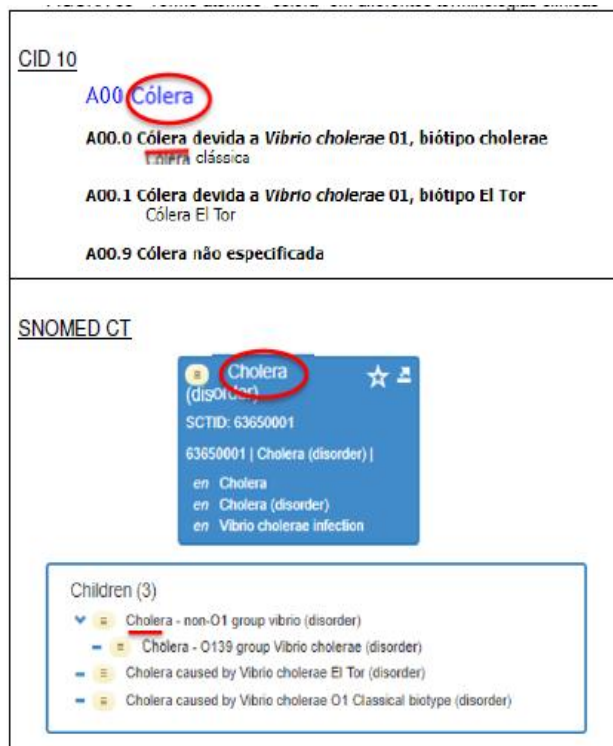 CID 10
A00 Cólera
A00.0 Cólera devida a Vibrio cholerae 01, biótipo cholerae
Cólera clássica
A00.1 Cólera devida a Vibrio cholerae 01, biótipo El Tor
Cólera El Tor
A00.9 Cólera não especificada
SNOMED CT
Cholera
(disorder)
SCTID: 63650001
63650001 | Cholera (disorder) |
en Cholera
en Cholera (disorder)
en Vibrio cholerae infection
Children (3)
Cholera - non-O1 group vibrio (disorder)
Cholera - O139 group Vibrio cholerae (disorder)
Cholera caused by Vibrio cholerae El Tor (disorder)
Cholera caused by Vibrio cholerae O1 Classical biotype (disorder)